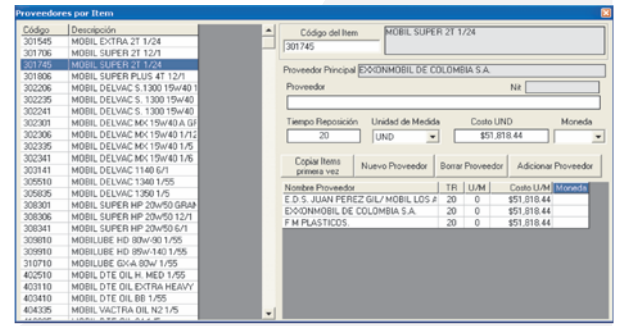 Proveedores por Item
Código Descripción
301545 MOBIL EXTRA 2T 1/24
301706 MOBIL SUPER 2T 12/1
301745 MOBIL SUPER 2T 1/24
301806 MOBIL SUPER PLUS 4T 12/1
302206 MOBIL DELVAC S.1300 15W40 1
302235 MOBIL DELVAC S. 1300 15W40
302241 MOBIL DELVAC S. 1300 15W40
302301 MOBIL DELVAC MX 15W40 A GF
302306 MOBIL DELVAC MX 15W40 1/12
302335 MOBIL DELVAC MX 15W40 1/5
302341 MOBIL DELVAC MX 15W40 1/6
303141 MOBIL DELVAC 1140 6/1
305510 MOBIL DELVAC 1340 1/55
305835 MOBIL DELVAC 1350 1/5
308301 MOBIL SUPER HP 20W50 GRAN
308306 MOBIL SUPER HP 20W50 12/1
308341 MOBIL SUPER HP 20W50 6/1
309810 MOBILUBE HD 80W-90 1/55
309910 MOBILUBE HD 85W-140 1/55
310710 MOBILUBE GX-A 80W 1/55
402510 MOBIL DTE OIL H. MED 1/55
403110 MOBIL DTE OIL EXTRA HEAVY
403410 MOBIL DTE OIL BB 1/55
404335 MOBIL VACTRA OIL N2 1/5
Código del Item MOBIL SUPER 2T 1/24
301745
Proveedor Principal EXXONMOBIL DE COLOMBIA S.A.
Proveedor Nit
Tiempo Reposición Unidad de Medida Costo UND Moneda
20 UND $51,818.44
Copiar Items primera vez Nuevo Proveedor Borrar Proveedor Adicionar Proveedor
Nombre Proveedor TR U/M Costo U/M Moneda
E.D.S. JUAN PEREZ GIL/ MOBIL LOS A 20 0 $51,818.44
EXXONMOBIL DE COLOMBIA S.A. 20 0 $51,818.44
F M PLASTICOS. 20 0 $51,818.44